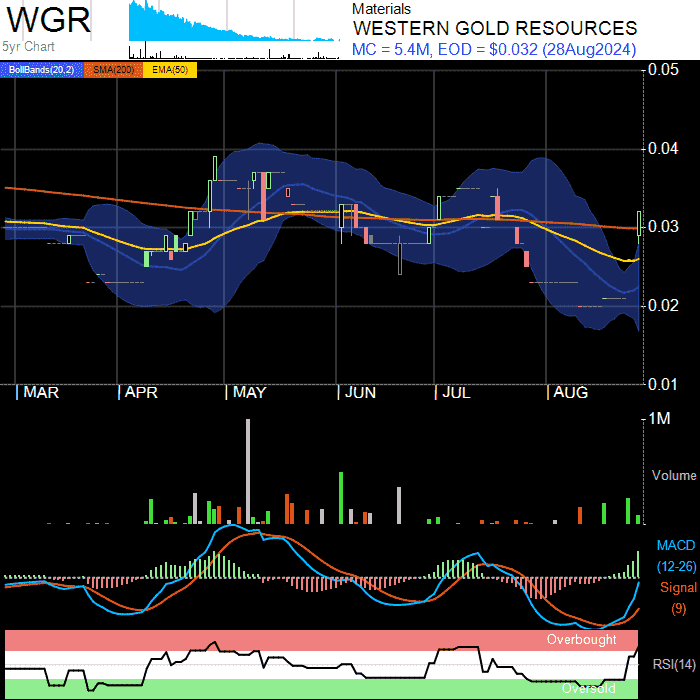 WGR
5yr Chart
Materials
WESTERN GOLD RESOURCES
MC = 5.4M, EOD = $0.032 (28Aug2024)
BollBands(20,2) SMA(200) EMA(50)
0.05
0.04
0.03
0.02
0.01
MAR APR MAY JUN JUL AUG
1M
Volume
MACD
(12-26)
Signal
(9)
Overbought
RSI(14)
Oversold